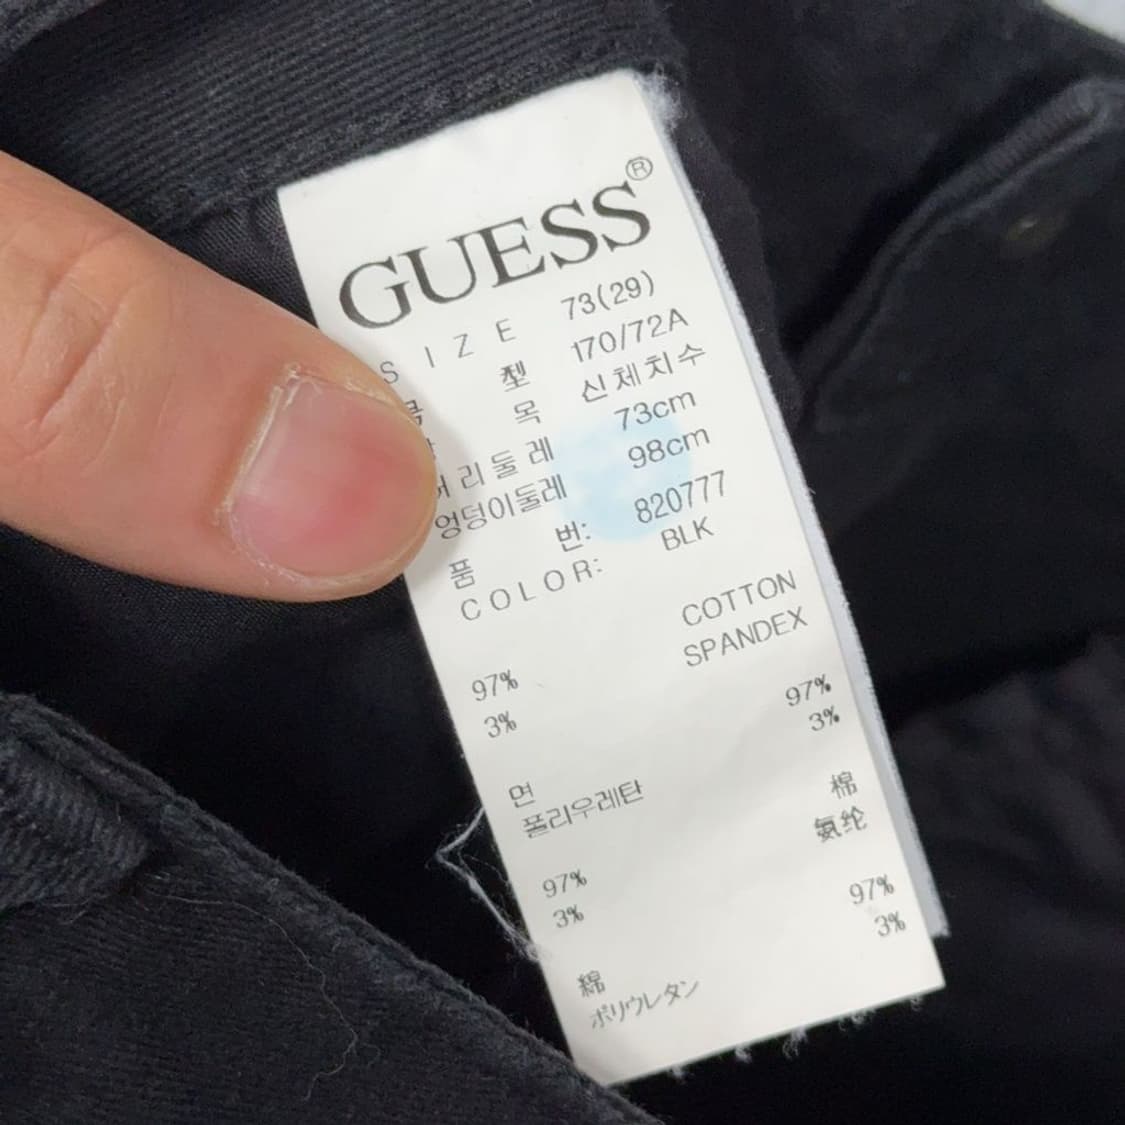 GUESS®
SIZE 73(29)
型 170/72A
목 신체치수
리둘레 73cm
엉덩이둘레 98cm
품번: 820777
COLOR: BLK
COTTON
SPANDEX
97% 97%
3% 3%
면 棉
폴리우레탄 氨纶
97% 97%
3% 3%
綿
ポリウレタン